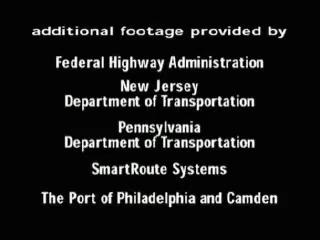 additional footage provided by
Federal Highway Administration
New Jersey
Department of Transportation
Pennsylvania
Department of Transportation
SmartRoute Systems
The Port of Philadelphia and Camden